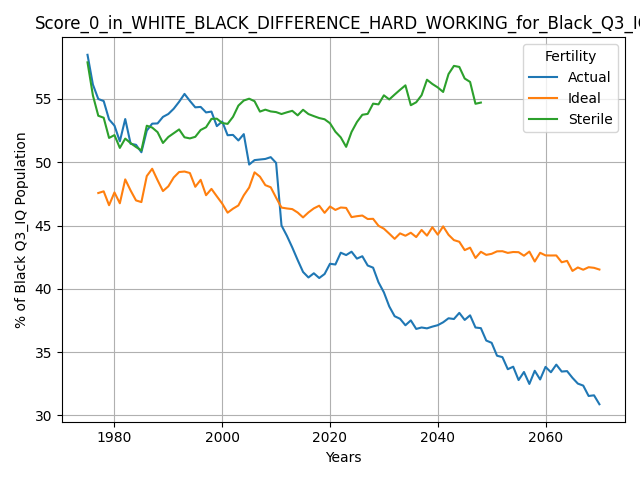 Score_0_in_WHITE_BLACK_DIFFERENCE_HARD_WORKING_for_Black_Q3_IQ
% of Black Q3_IQ Population
55
50
45
40
35
30
1980
2000
2020
2040
2060
Years
Fertility
Actual
Ideal
Sterile